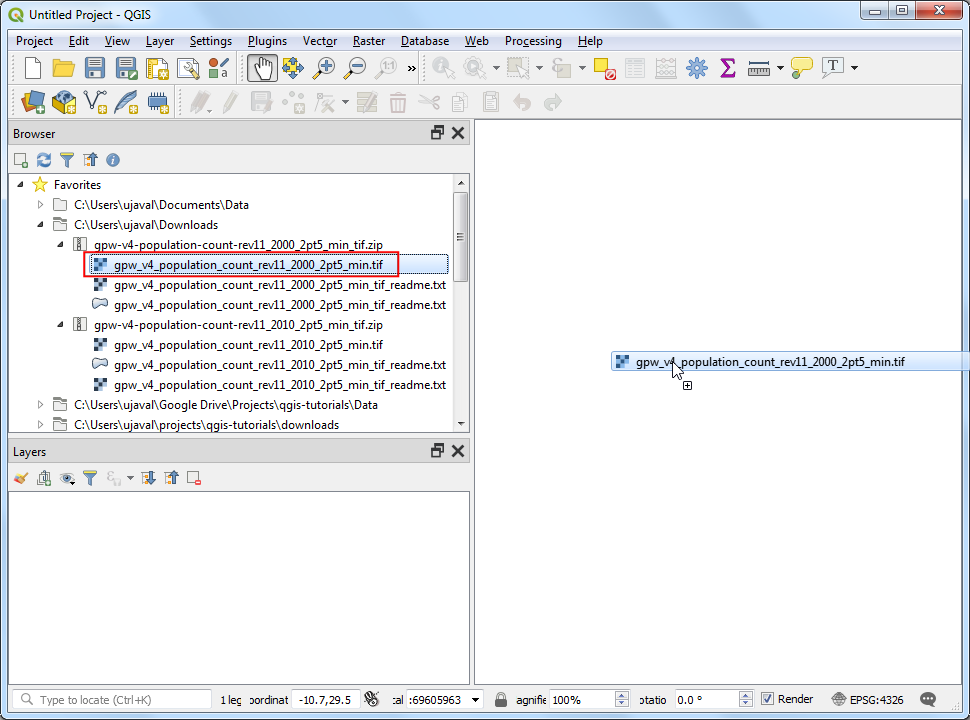 Untitled Project - QGIS
Project Edit View Layer Settings Plugins Vector Raster Database Web Processing Help
1:1
»
T
Browser
Favorites
C:\Users\ujaval\Documents\Data
C:\Users\ujaval\Downloads
gpw-v4-population-count-rev11_2000_2pt5_min_tif.zip
gpw_v4_population_count_rev11_2000_2pt5_min.tif
gpw_v4_population_count_rev11_2000_2pt5_min_tif_readme.txt
gpw_v4_population_count_rev11_2000_2pt5_min_tif_readme.txt
gpw-v4-population-count-rev11_2010_2pt5_min_tif.zip
gpw_v4_population_count_rev11_2010_2pt5_min.tif
gpw_v4_population_count_rev11_2010_2pt5_min_tif_readme.txt
gpw_v4_population_count_rev11_2010_2pt5_min_tif_readme.txt
C:\Users\ujaval\Google Drive\Projects\qgis-tutorials\Data
C:\Users\ujaval\projects\qgis-tutorials\downloads
gpw_v4_population_count_rev11_2000_2pt5_min.tif
Layers
Type to locate (Ctrl+K) 1 leg oordinat -10.7,29.5 cal :69605963 agnifie 100% otatio 0.0 ° Render EPSG:4326